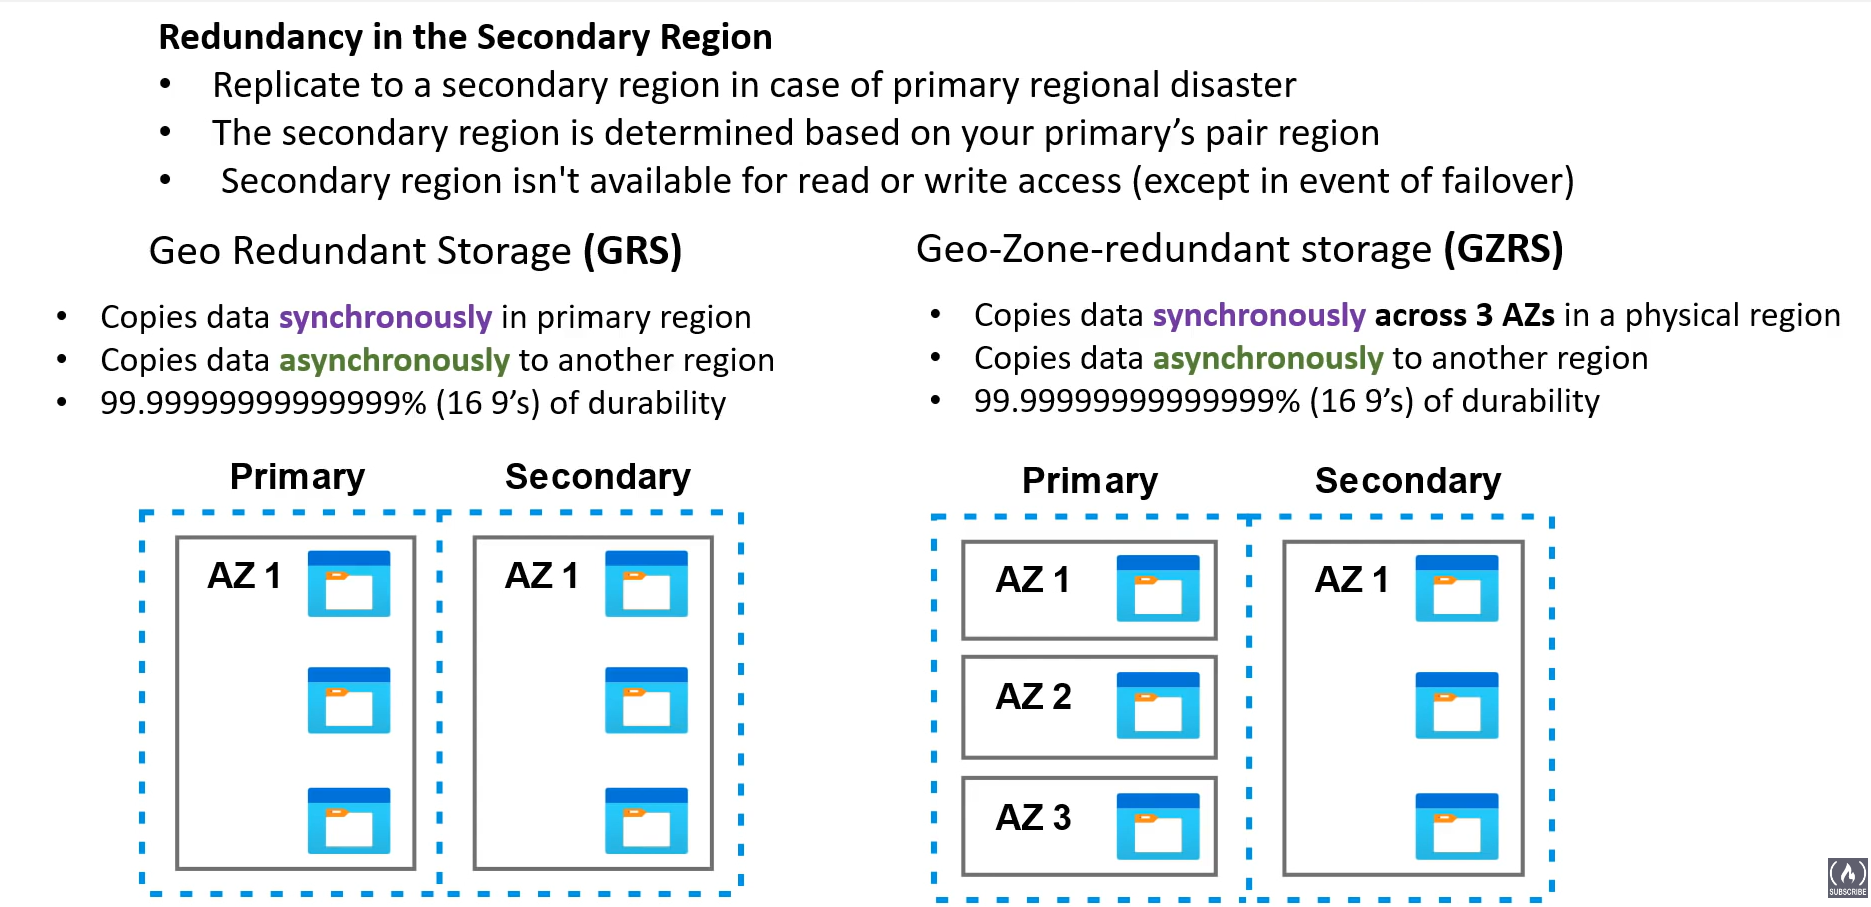 Redundancy in the Secondary Region
• Replicate to a secondary region in case of primary regional disaster
• The secondary region is determined based on your primary’s pair region
• Secondary region isn't available for read or write access (except in event of failover)
Geo Redundant Storage (GRS)
• Copies data synchronously in primary region
• Copies data asynchronously to another region
• 99.99999999999999% (16 9’s) of durability
Primary
Secondary
AZ 1
AZ 1
Geo-Zone-redundant storage (GZRS)
• Copies data synchronously across 3 AZs in a physical region
• Copies data asynchronously to another region
• 99.99999999999999% (16 9’s) of durability
Primary
Secondary
AZ 1
AZ 2
AZ 3
AZ 1
SUBSCRIBE